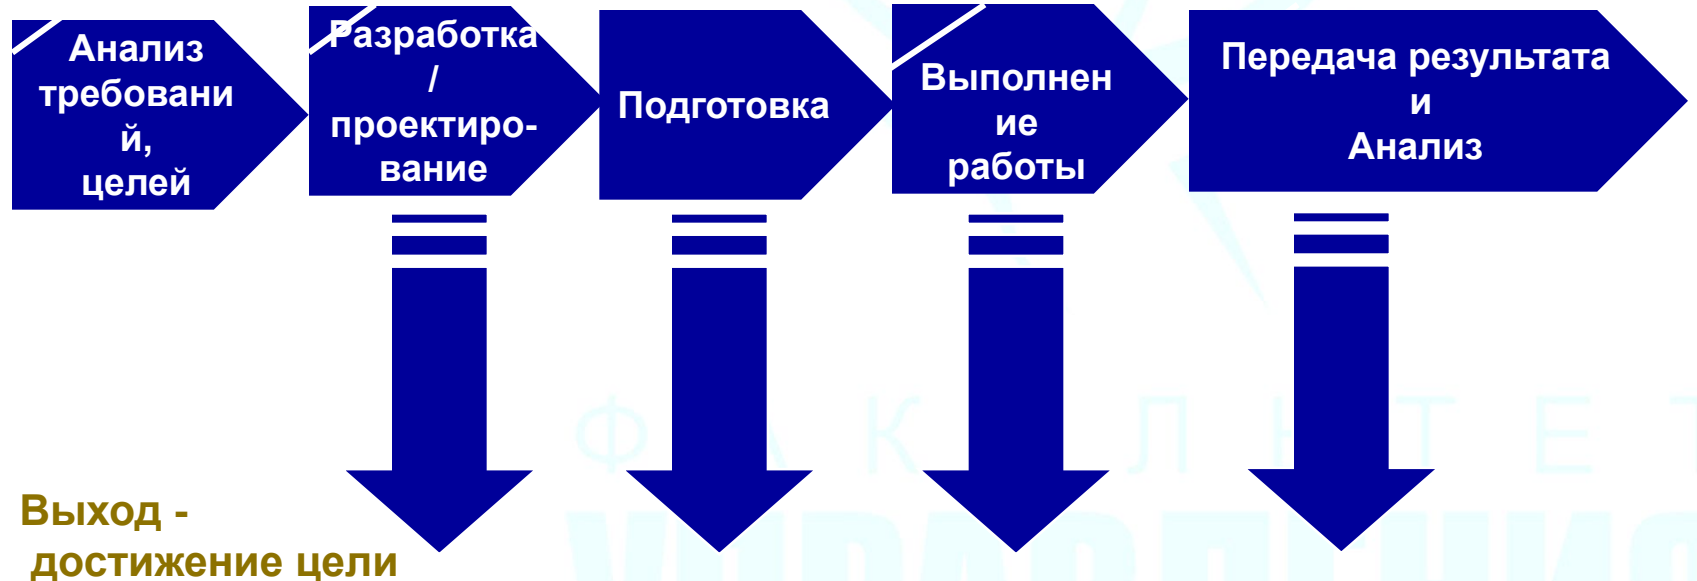 Анализ
требовани
й,
целей
Разработка
/
проектиро-
вание
Подготовка
Выполнен
ие
работы
Передача результата
и
Анализ
Выход -
достижение цели